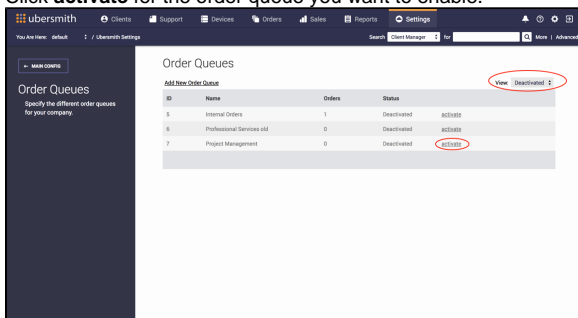 Click activate for the order queue you want to enable.
ubersmith Clients Support Devices Orders Sales Reports Settings
You Are Here: default / Ubersmith Settings Search Client Manager for More | Advanced
← MAIN CONFIG
Order Queues
Specify the different order queues
for your company.
Order Queues
Add New Order Queue View: Deactivated
ID Name Orders Status
5 Internal Orders 1 Deactivated activate
6 Professional Services old 0 Deactivated activate
7 Project Management 0 Deactivated activate